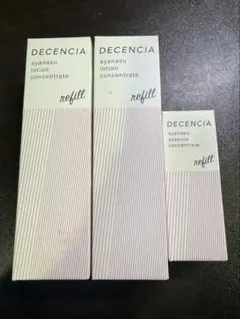 DECENCIA
ayanasu
lotion
concentrate
refill
DECENCIA
ayanasu
lotion
concentrate
refill
DECENCIA
ayanasu
essence
concentrate
refill